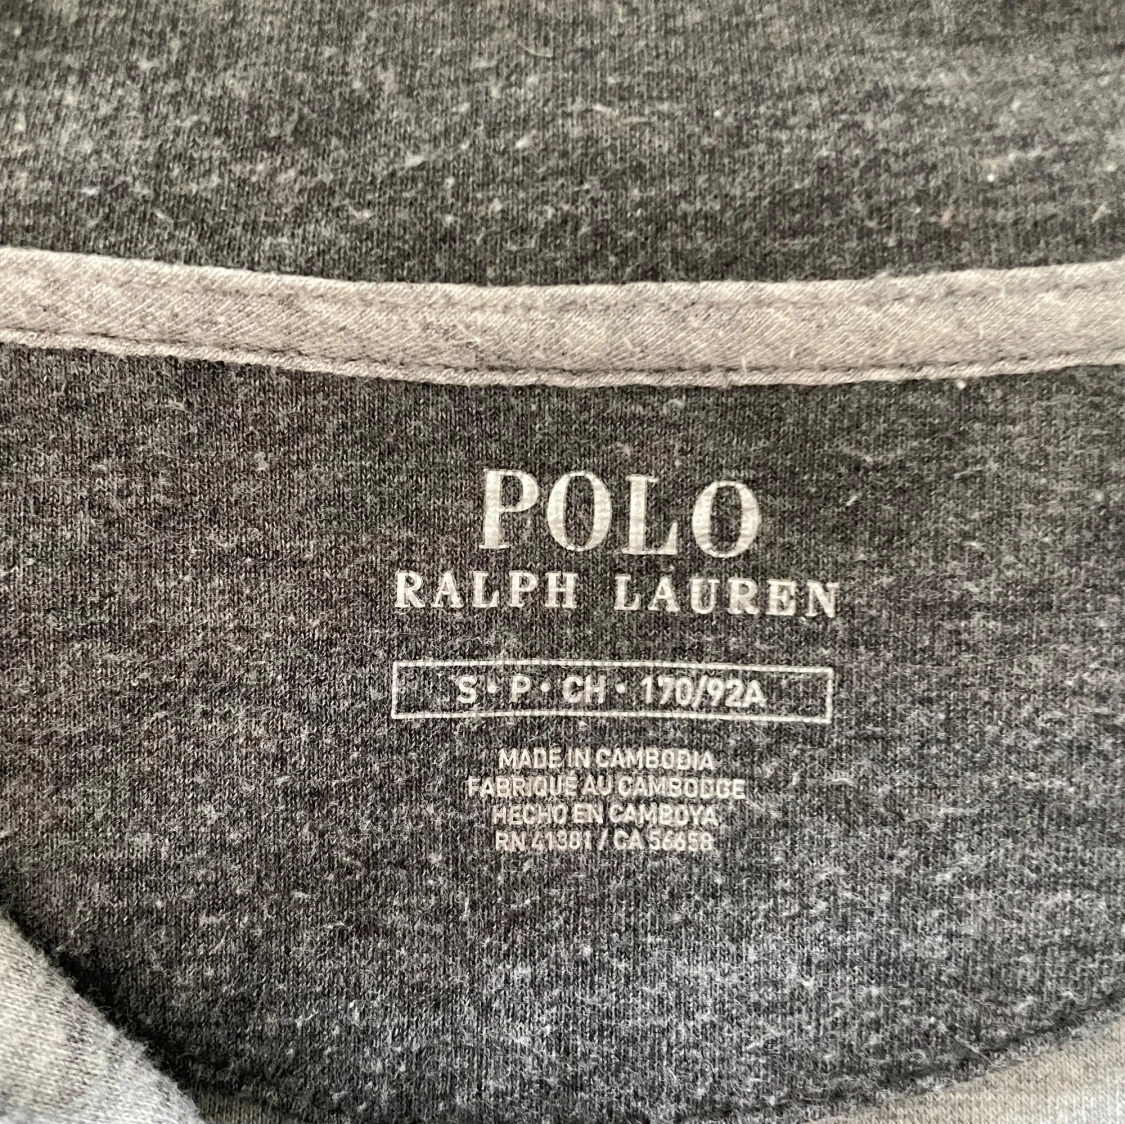 POLO
RALPH LAUREN
S • P • CH • 170/92A
MADE IN CAMBODIA
FABRIQUÉ AU CAMBODGE
HECHO EN CAMBOYA
RN 41381 / CA 56658